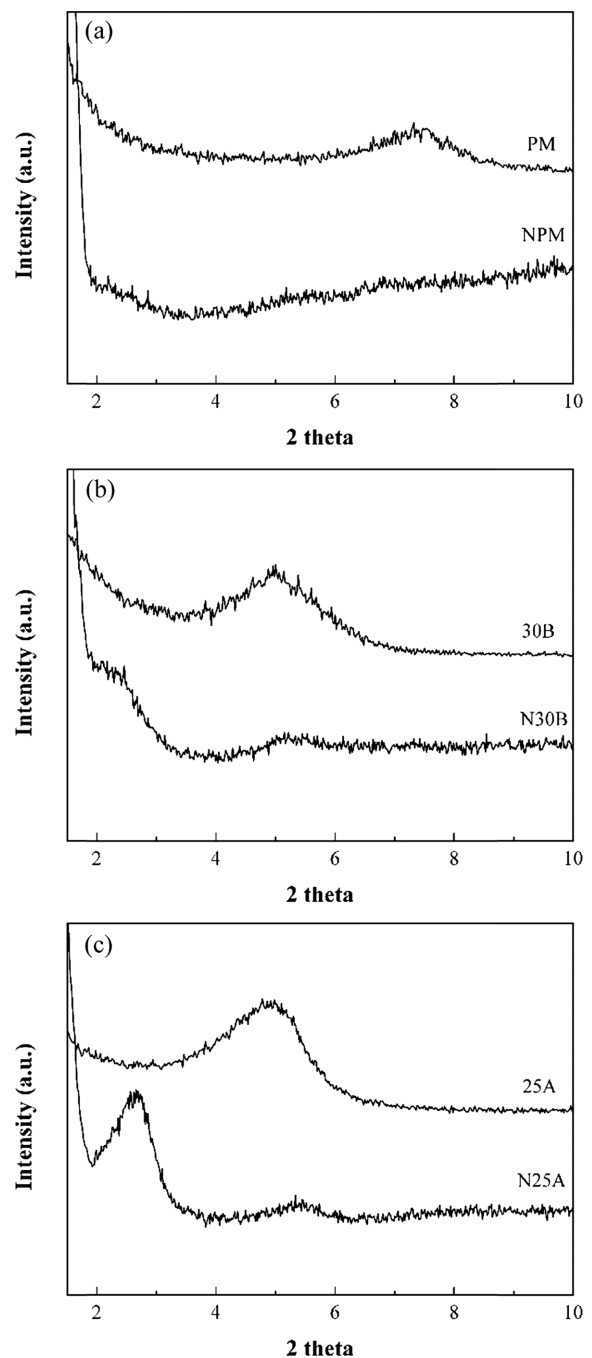 (a)
Intensity (a.u.)
PM
NPM
2 4 6 8 10
2 theta
(b)
Intensity (a.u.)
30B
N30B
2 4 6 8 10
2 theta
(c)
Intensity (a.u.)
25A
N25A
2 4 6 8 10
2 theta